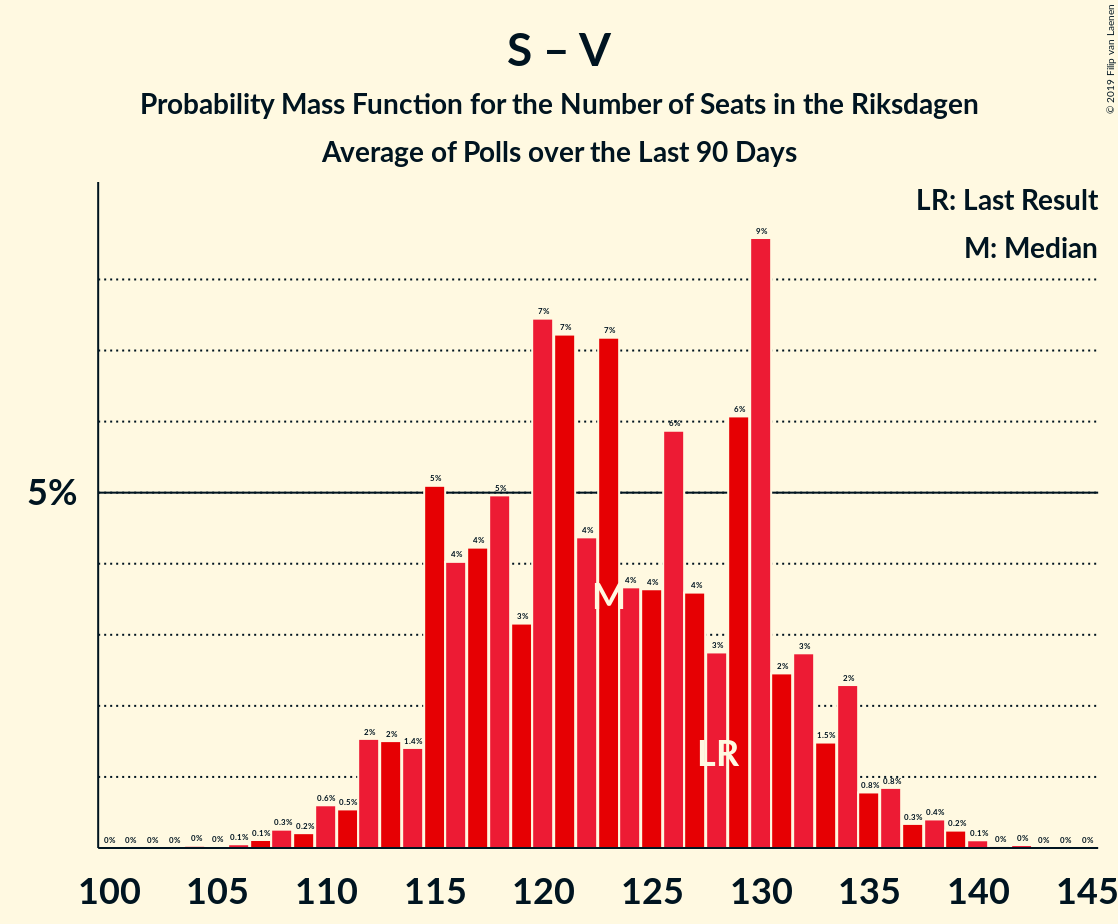 S – V
Probability Mass Function for the Number of Seats in the Riksdagen
Average of Polls over the Last 90 Days
© 2019 Filip van Laenen
LR: Last Result
M: Median
5%
0% 0% 0% 0% 0% 0% 0.1% 0.1% 0.3% 0.2% 0.6% 0.5% 2% 2% 1.4% 5% 4% 4% 5% 3% 7% 7% 4% 7% 4% 4% 6% 4% 3% 6% 9% 2% 3% 1.5% 2% 0.8% 0.8% 0.3% 0.4% 0.2% 0.1% 0% 0% 0% 0% 0%
M
LR
100 105 110 115 120 125 130 135 140 145